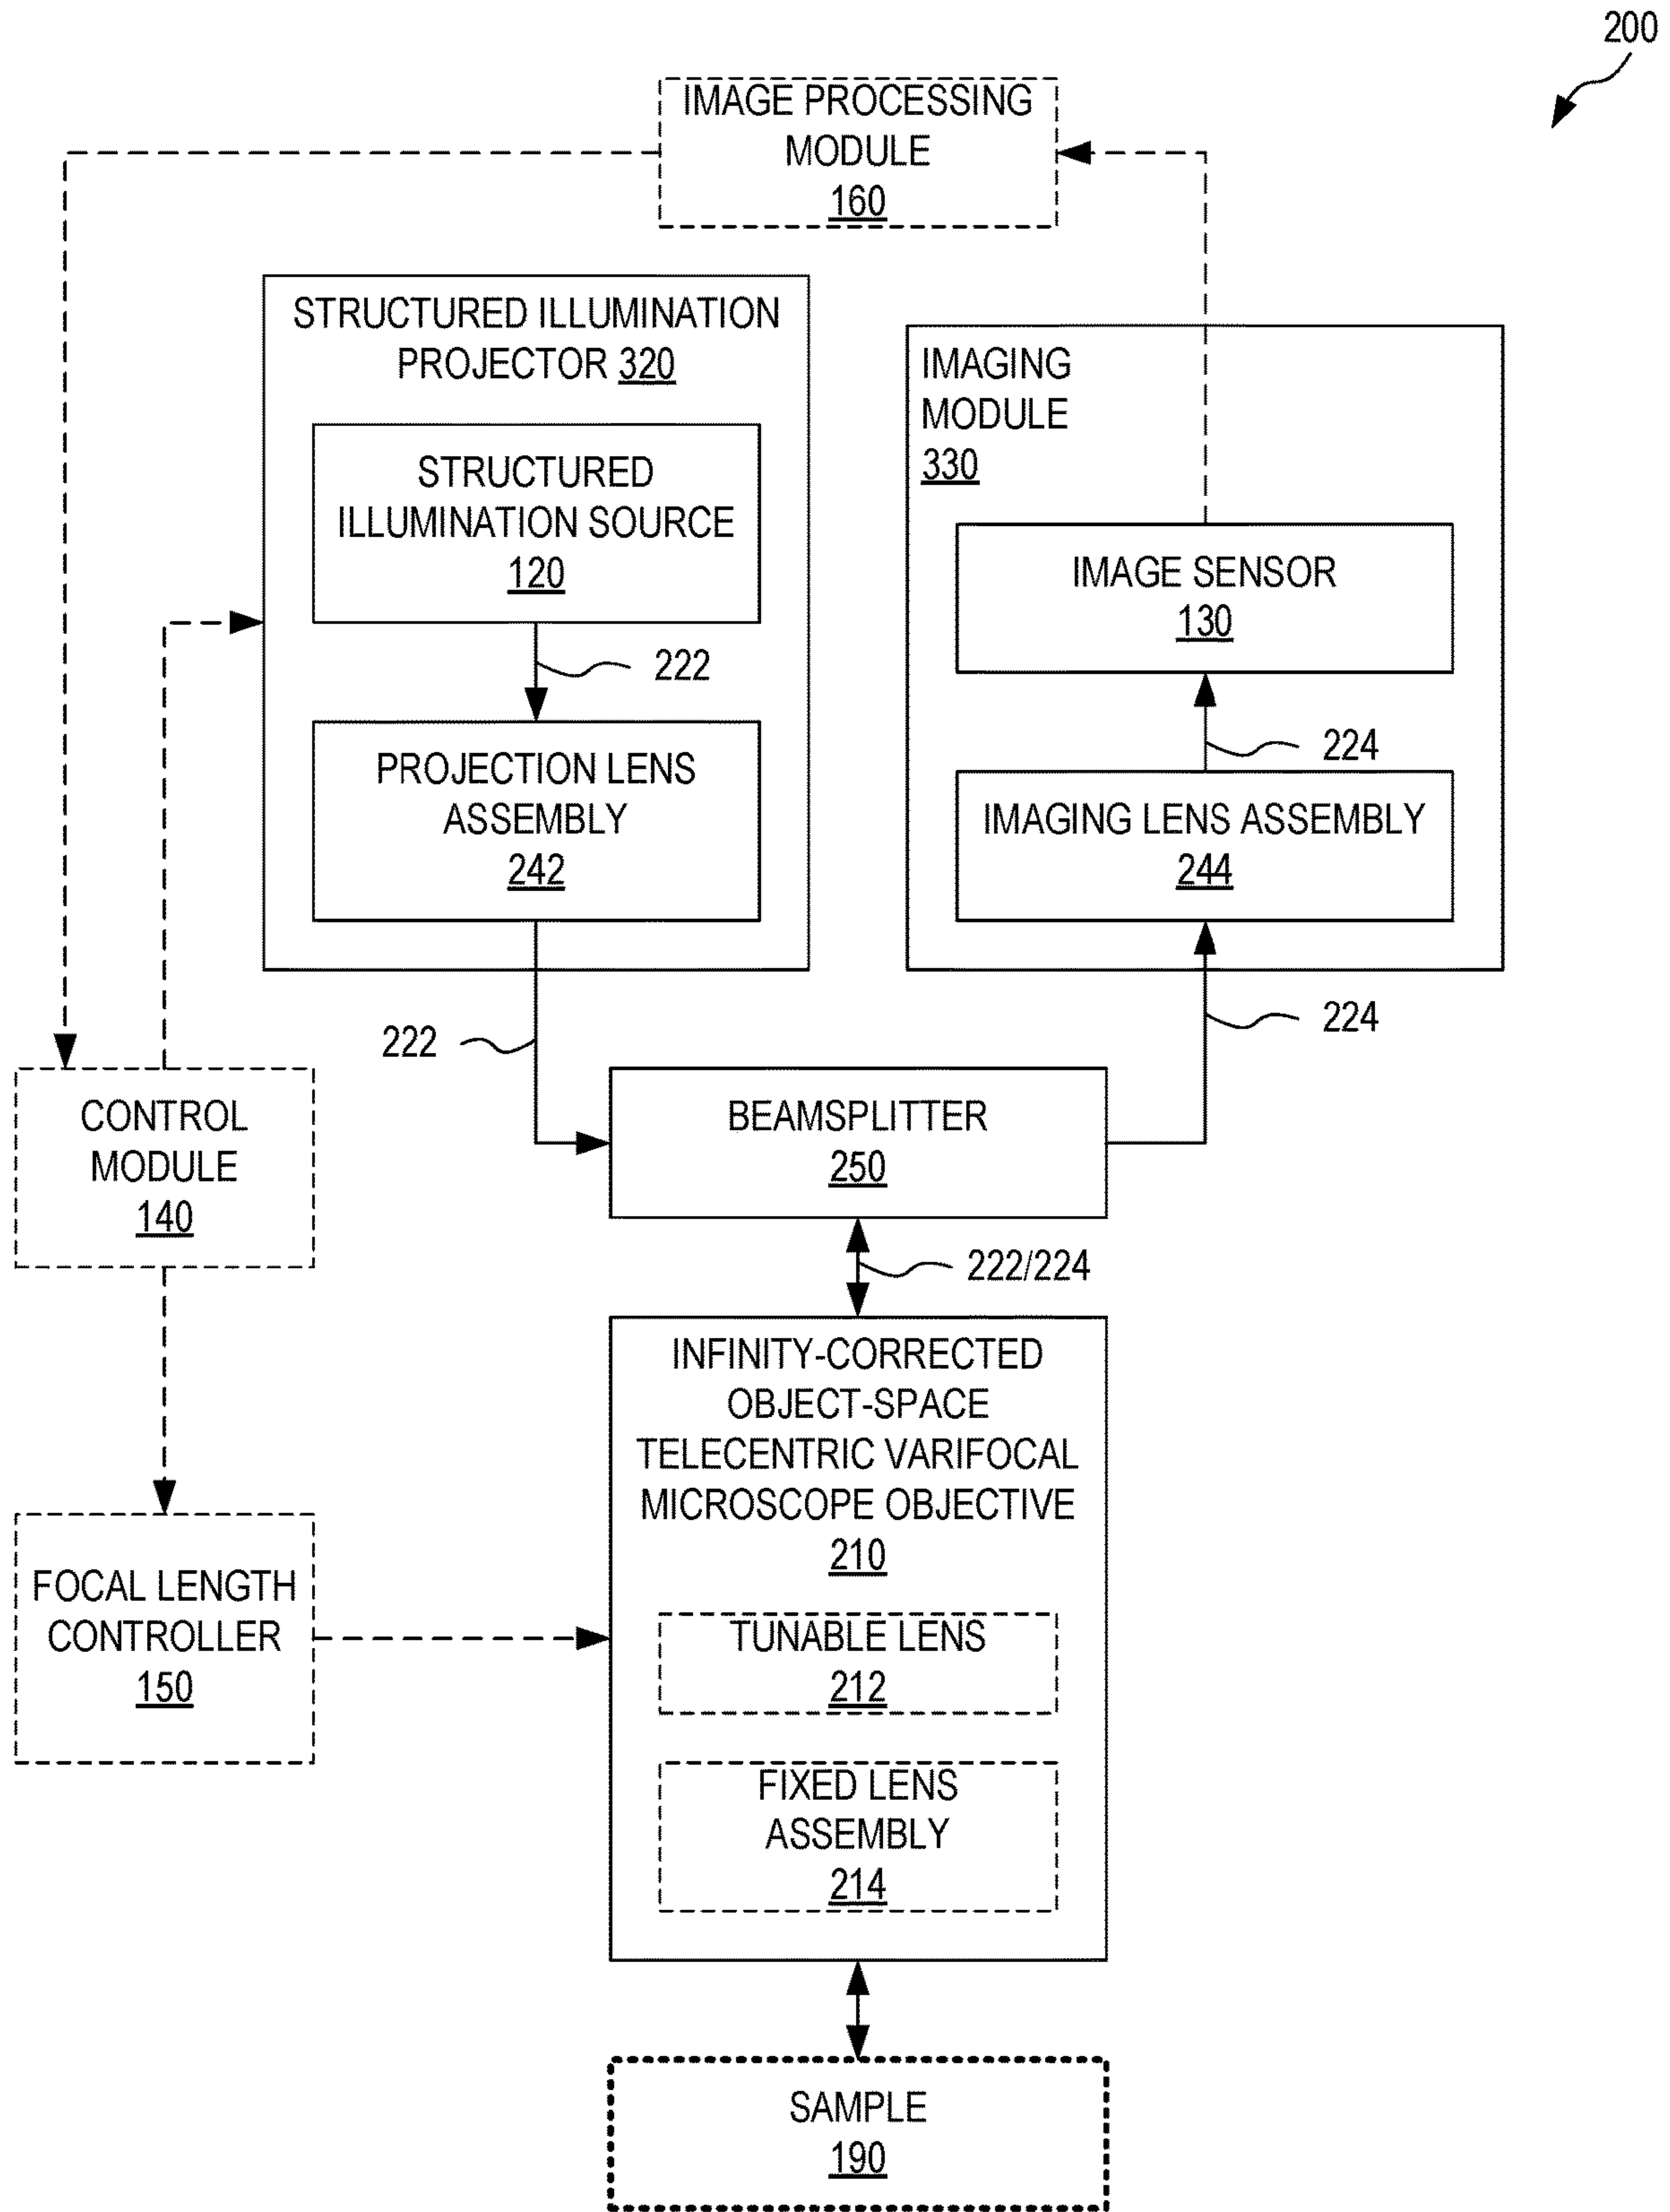 200
IMAGE PROCESSING
MODULE
160
STRUCTURED ILLUMINATION
PROJECTOR 320
STRUCTURED
ILLUMINATION SOURCE
120
222
PROJECTION LENS
ASSEMBLY
242
IMAGING
MODULE
330
IMAGE SENSOR
130
224
IMAGING LENS ASSEMBLY
244
222
224
BEAMSPLITTER
250
CONTROL
MODULE
140
222/224
INFINITY-CORRECTED
OBJECT-SPACE
TELECENTRIC VARIFOCAL
MICROSCOPE OBJECTIVE
210
FOCAL LENGTH
CONTROLLER
150
TUNABLE LENS
212
FIXED LENS
ASSEMBLY
214
SAMPLE
190